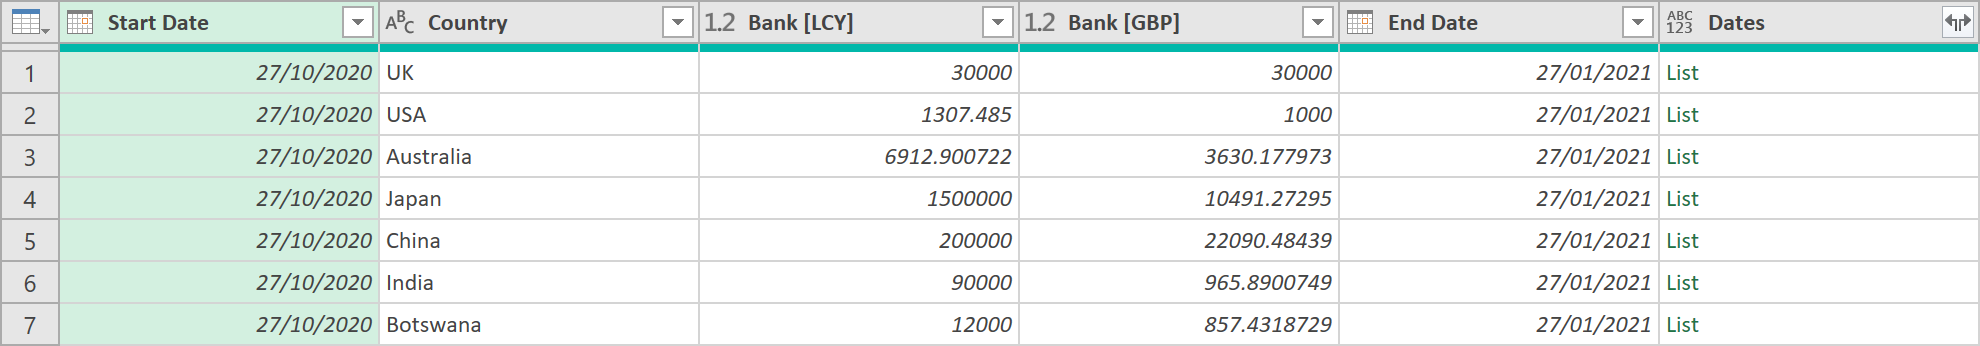 Start Date ABC Country 1.2 Bank [LCY] 1.2 Bank [GBP] End Date ABC 123 Dates
1 27/10/2020 UK 30000 30000 27/01/2021 List
2 27/10/2020 USA 1307.485 1000 27/01/2021 List
3 27/10/2020 Australia 6912.900722 3630.177973 27/01/2021 List
4 27/10/2020 Japan 1500000 10491.27295 27/01/2021 List
5 27/10/2020 China 200000 22090.48439 27/01/2021 List
6 27/10/2020 India 90000 965.8900749 27/01/2021 List
7 27/10/2020 Botswana 12000 857.4318729 27/01/2021 List